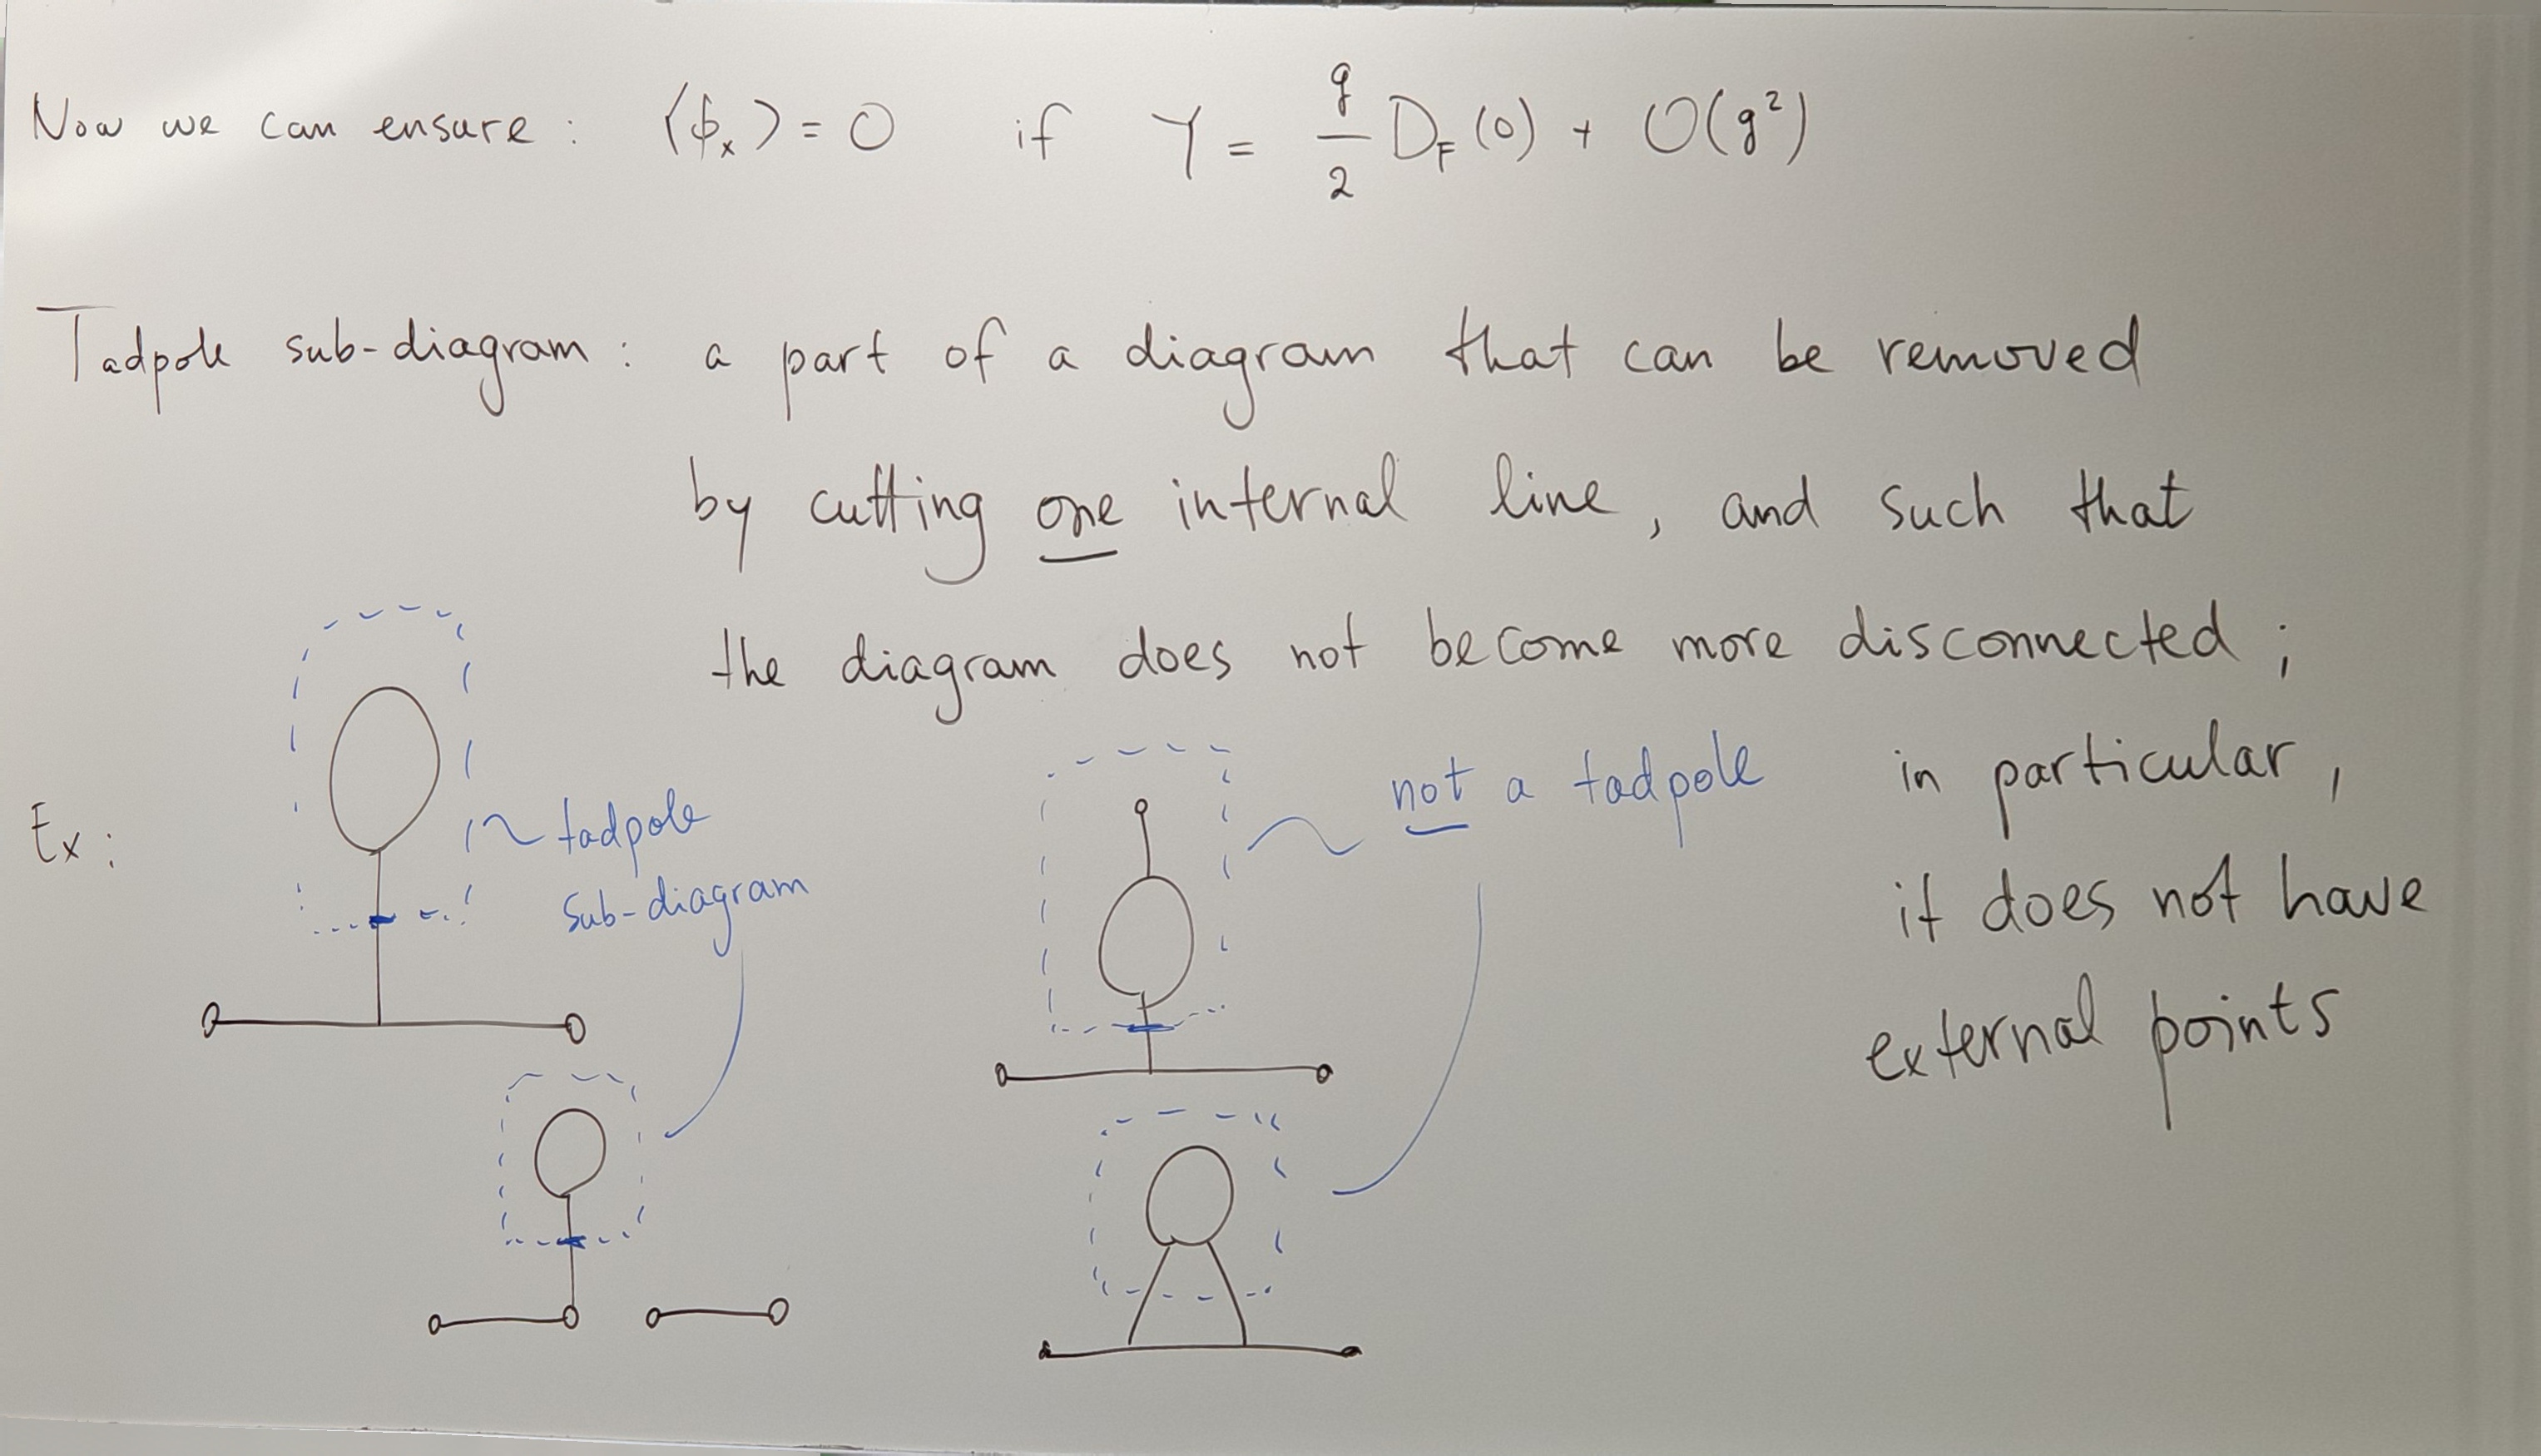 Now we can ensure : ⟨ϕ_x⟩ = 0 if Y = g/2 D_F (0) + O(g²)
Tadpole sub-diagram : a part of a diagram that can be removed
by cutting one internal line, and such that
the diagram does not become more disconnected ;
in particular,
it does not have
external points
Ex :
tadpole
sub-diagram
not a tadpole